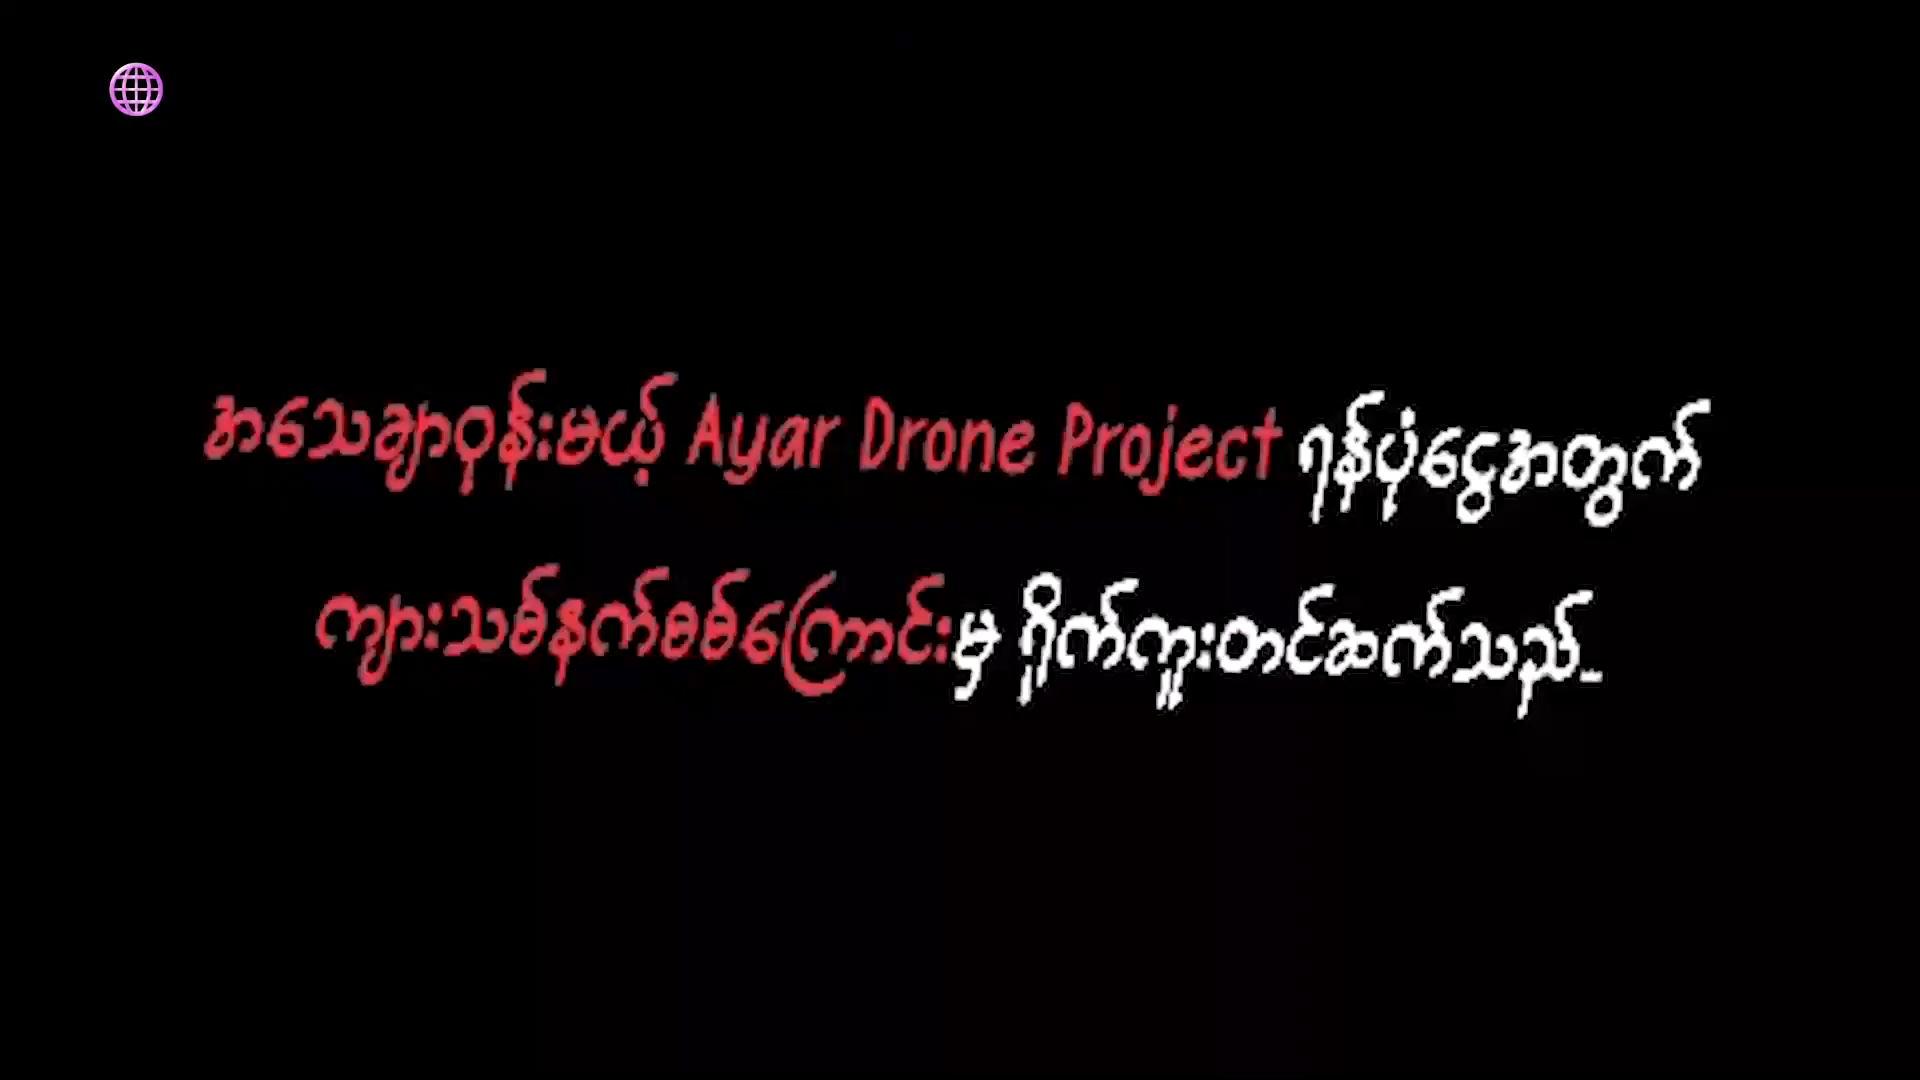 အသေချာဝုန်းမယ့် Ayar Drone Project ရန်ပုံငွေအတွက်
ကျားသစ်နက်စစ်ကြောင်းမှ ရိုက်ကူးတင်ဆက်သည်...